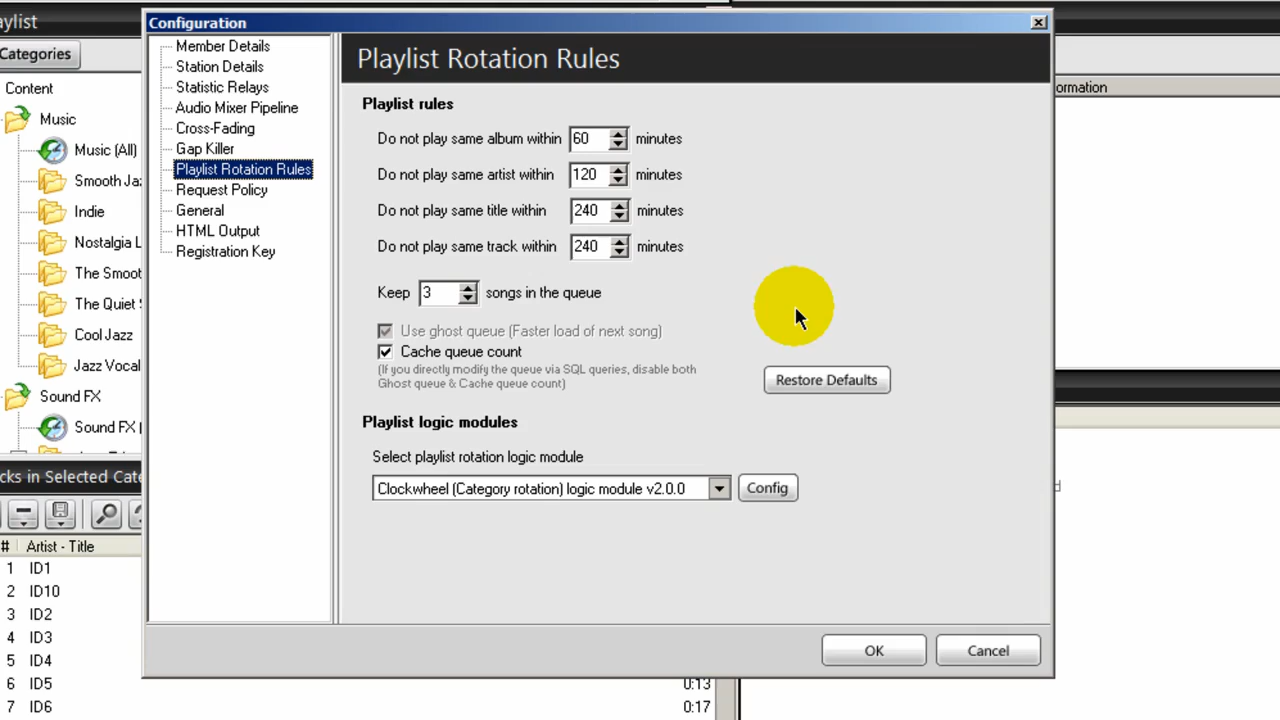 aylist
Configuration
Categories
Content
Music
Music (All)
Smooth Ja
Indie
Nostalgia L
The Smoot
The Quiet S
Cool Jazz
Jazz Vocal
Sound FX
Sound FX
cks in Selected Cate
# Artist - Title
1 ID1
2 ID10
3 ID2
4 ID3
5 ID4
6 ID5 0:13
7 ID6 0:17
Member Details
Station Details
Statistic Relays
Audio Mixer Pipeline
Cross-Fading
Gap Killer
Playlist Rotation Rules
Request Policy
General
HTML Output
Registration Key
Playlist Rotation Rules
Playlist rules
Do not play same album within 60 minutes
Do not play same artist within 120 minutes
Do not play same title within 240 minutes
Do not play same track within 240 minutes
Keep 3 songs in the queue
Use ghost queue (Faster load of next song)
Cache queue count
(If you directly modify the queue via SQL queries, disable both
Ghost queue & Cache queue count)
Restore Defaults
Playlist logic modules
Select playlist rotation logic module
Clockwheel (Category rotation) logic module v2.0.0
Config
OK
Cancel
ormation